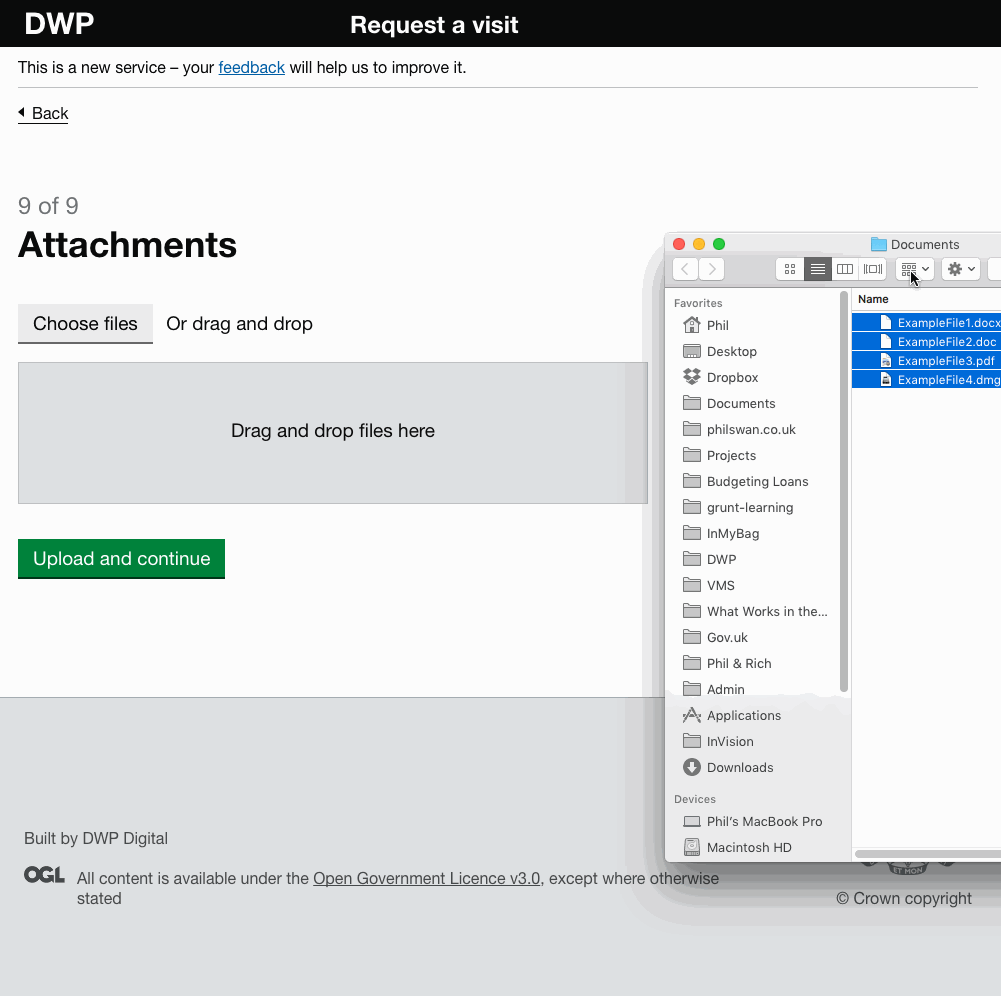 DWP
Request a visit
This is a new service – your feedback will help us to improve it.
Back
9 of 9
Attachments
Choose files
Or drag and drop
Drag and drop files here
Upload and continue
Documents
Favorites
Phil
Desktop
Dropbox
Documents
philswan.co.uk
Projects
Budgeting Loans
grunt-learning
InMyBag
DWP
VMS
What Works in the...
Gov.uk
Phil & Rich
Admin
Applications
InVision
Downloads
Devices
Phil's MacBook Pro
Macintosh HD
Name
ExampleFile1.docx
ExampleFile2.doc
ExampleFile3.pdf
ExampleFile4.dmg
Built by DWP Digital
OGL
All content is available under the Open Government Licence v3.0, except where otherwise
stated
ET MON
© Crown copyright